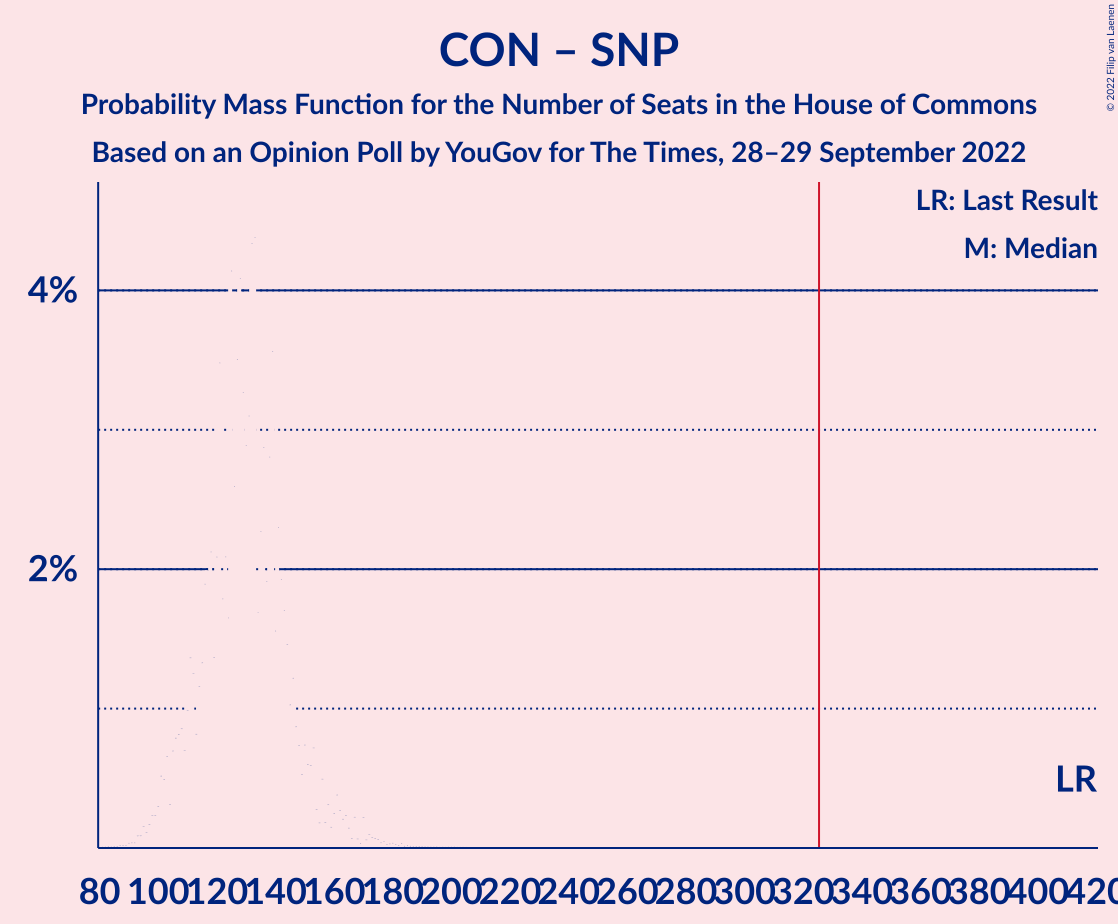 CON – SNP
Probability Mass Function for the Number of Seats in the House of Commons
Based on an Opinion Poll by YouGov for The Times, 28–29 September 2022
© 2022 Filip van Laenen
LR: Last Result
M: Median
4%
2%
LR
80 100 120 140 160 180 200 220 240 260 280 300 320 340 360 380 400 420